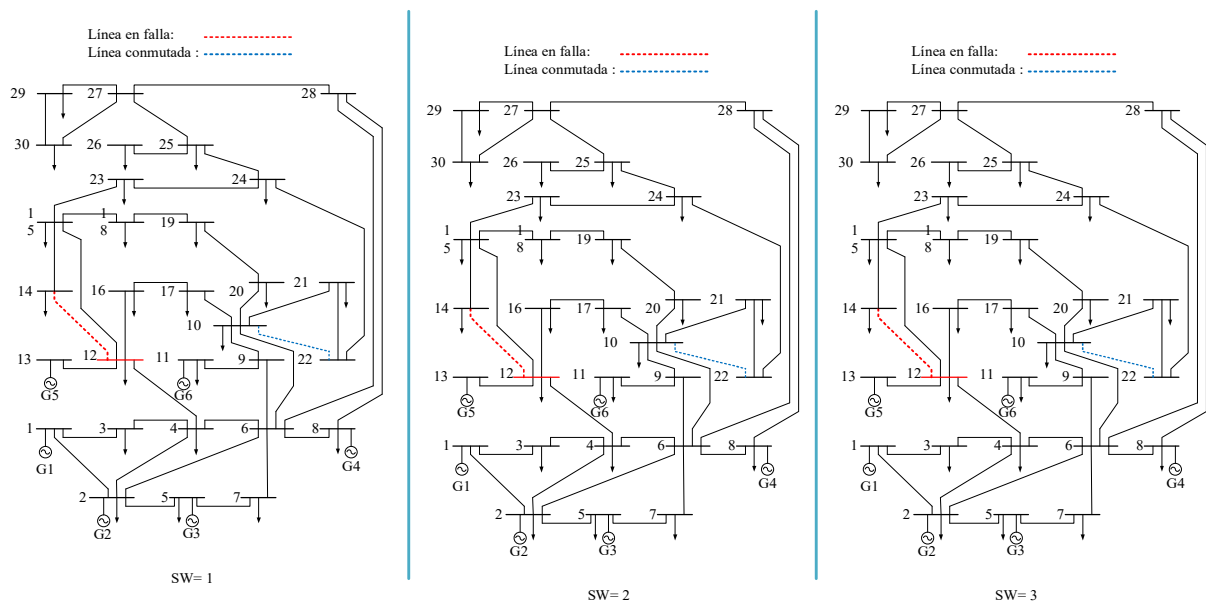 Línea en falla:
Línea conmutada :
29 27 28
30 26 25
23 24
1
5
1
8
19
14 16 17 20 21
10
13 12 11 9 22
G5 G6
1 3 4 6 8
G1 G4
2 5 7
G2 G3
SW= 1
Línea en falla:
Línea conmutada :
29 27 28
30 26 25
23 24
1
5
1
8
19
14 16 17 20 21
10
13 12 11 9 22
G5 G6
1 3 4 6 8
G1 G4
2 5 7
G2 G3
SW= 2
Línea en falla:
Línea conmutada :
29 27 28
30 26 25
23 24
1
5
1
8
19
14 16 17 20 21
10
13 12 11 9 22
G5 G6
1 3 4 6 8
G1 G4
2 5 7
G2 G3
SW= 3